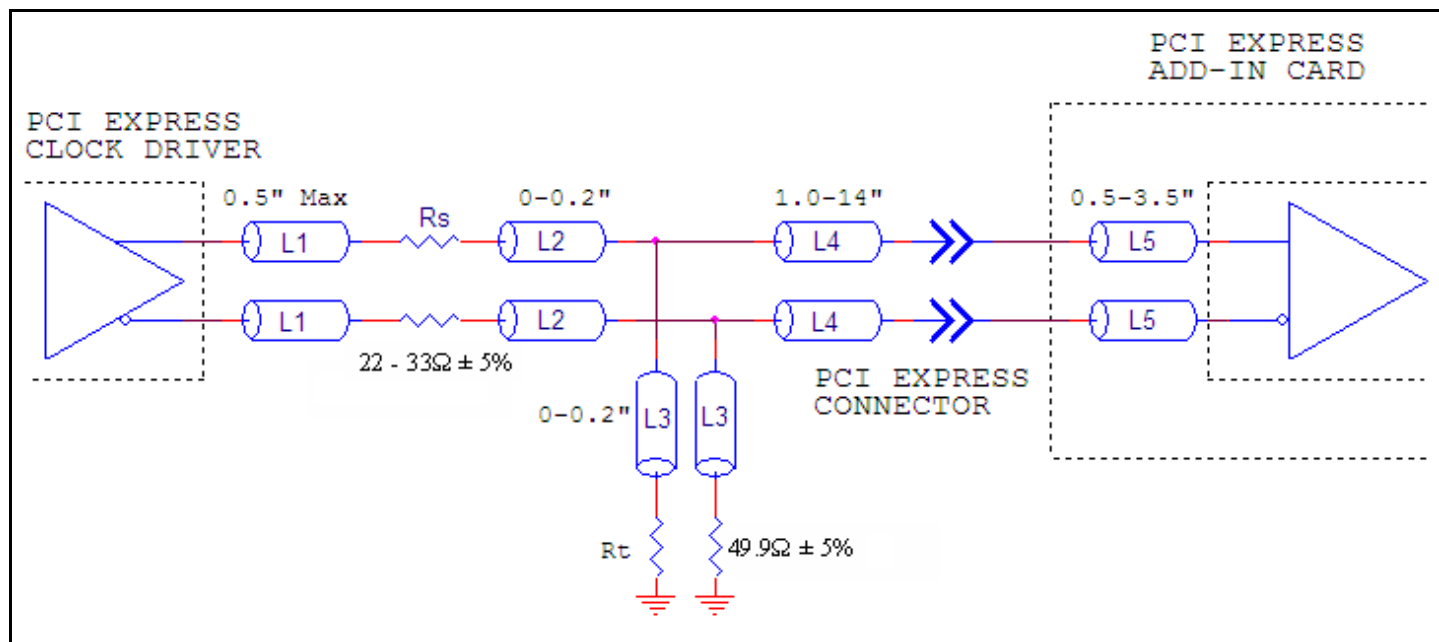 PCI EXPRESS
ADD-IN CARD
PCI EXPRESS
CLOCK DRIVER
0.5" Max
0-0.2"
1.0-14"
0.5-3.5"
Rs
L1
L2
L4
L5
L1
L2
L4
L5
22 - 33Ω ± 5%
PCI EXPRESS
CONNECTOR
0-0.2"
L3
L3
Rt
49.9Ω ± 5%